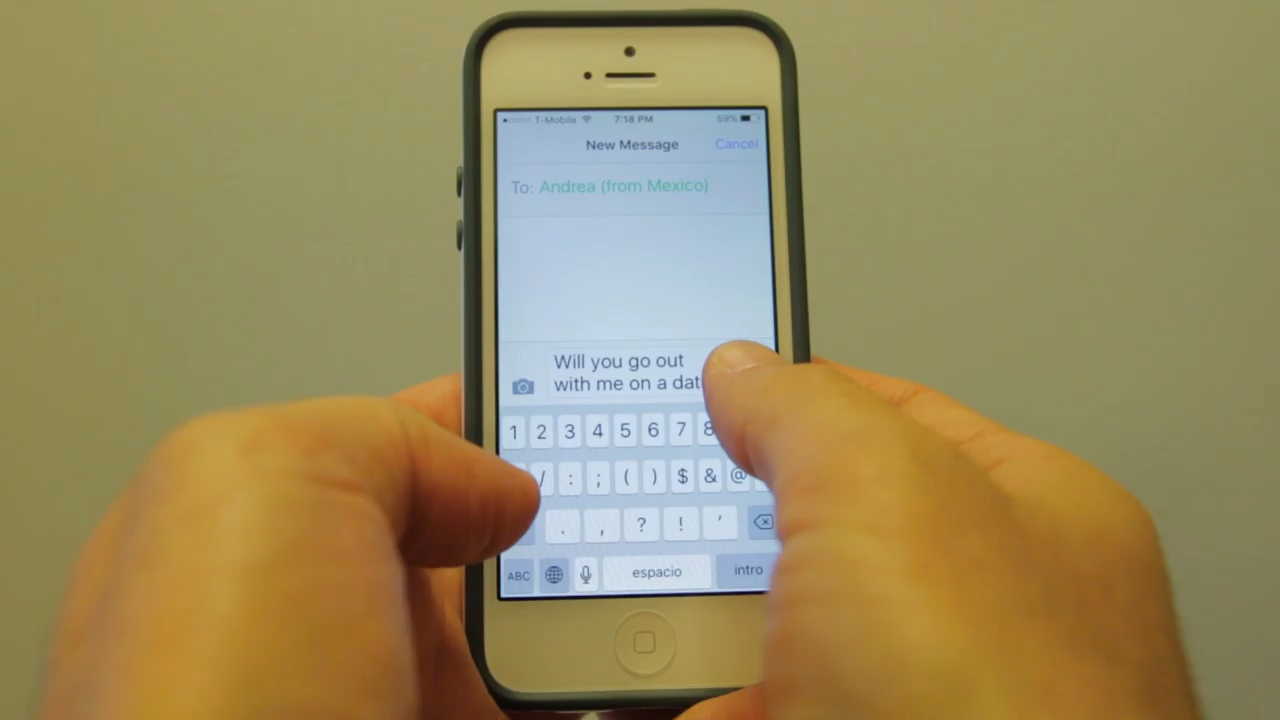 T-Mobile 7:18 PM 59%
New Message Cancel
To: Andrea (from Mexico)
Will you go out
with me on a dat
1 2 3 4 5 6 7 8
/ : ; ( ) $ & @
. , ? ! '
ABC espacio intro